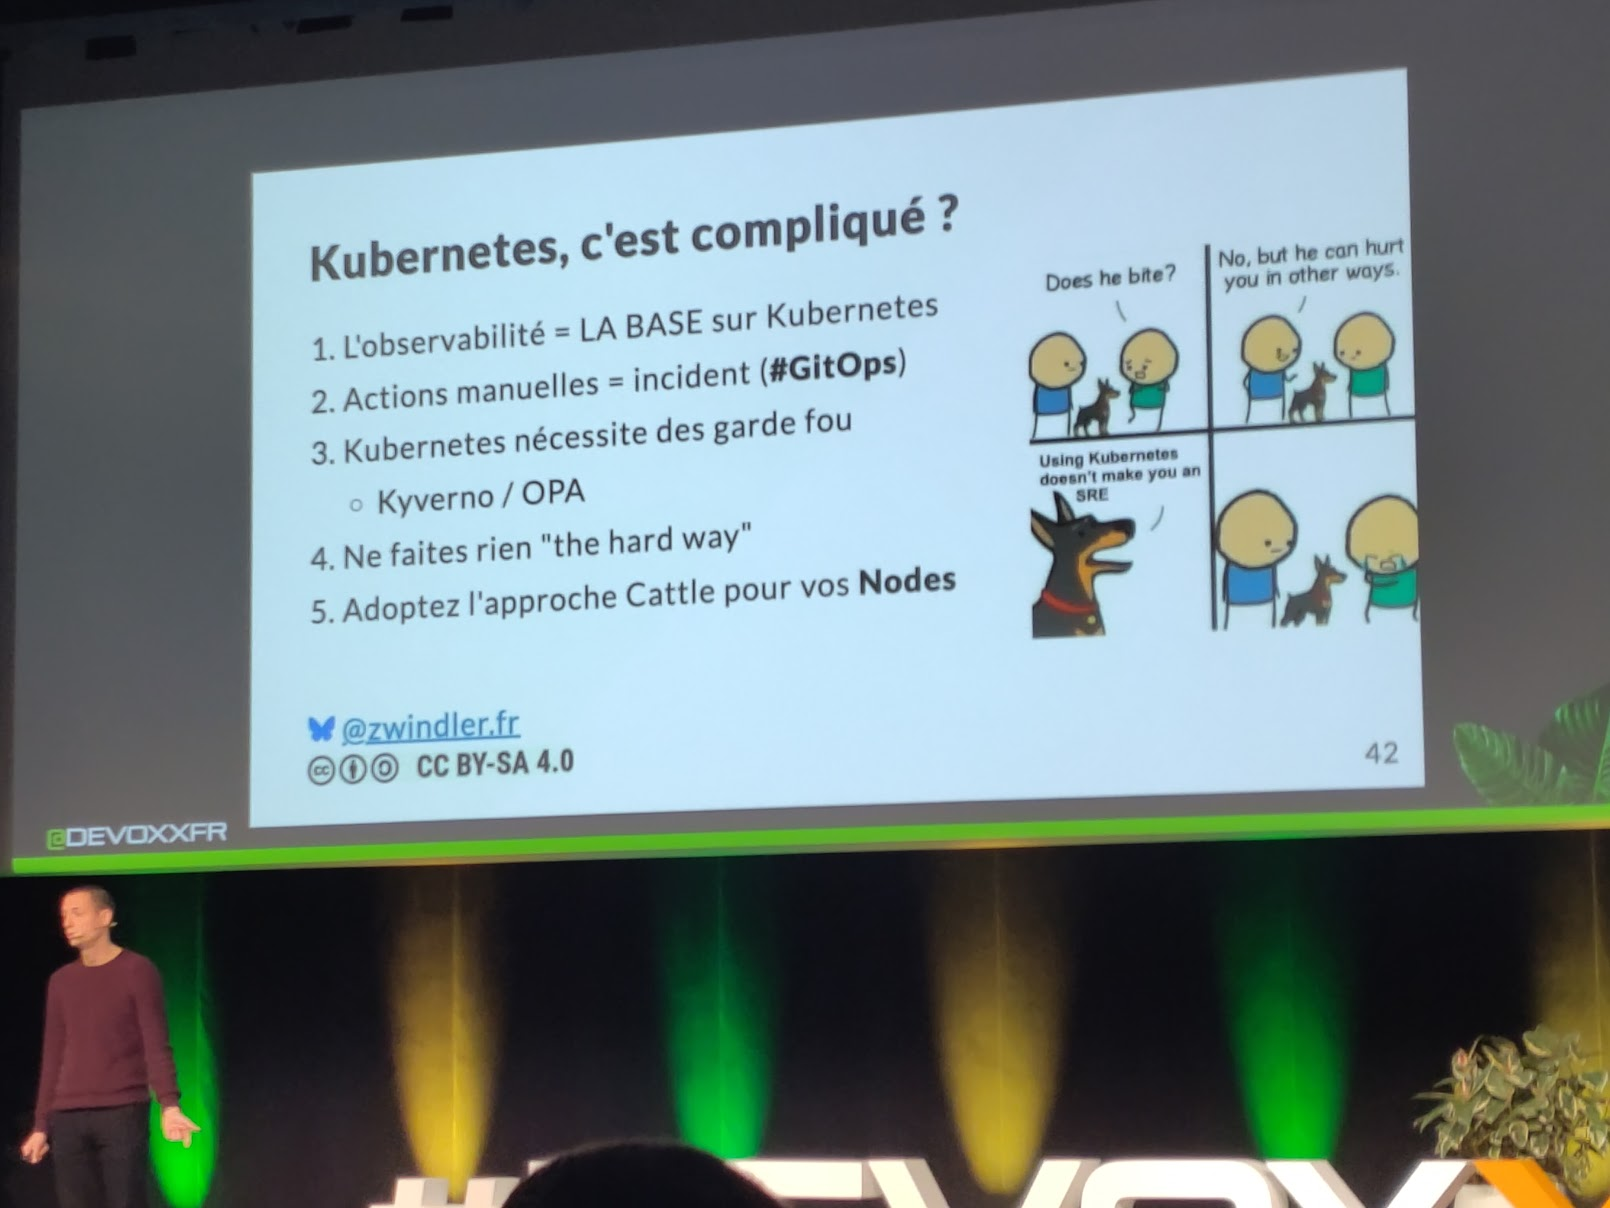 Kubernetes, c'est compliqué ?
1. L'observabilité = LA BASE sur Kubernetes
2. Actions manuelles = incident (#GitOps)
3. Kubernetes nécessite des garde fou
○ Kyverno / OPA
4. Ne faites rien "the hard way"
5. Adoptez l'approche Cattle pour vos Nodes
Does he bite?
No, but he can hurt
you in other ways.
Using Kubernetes
doesn't make you an
SRE
@zwindler.fr
CC BY-SA 4.0
42
@DEVOXXFR
#DEVOXX